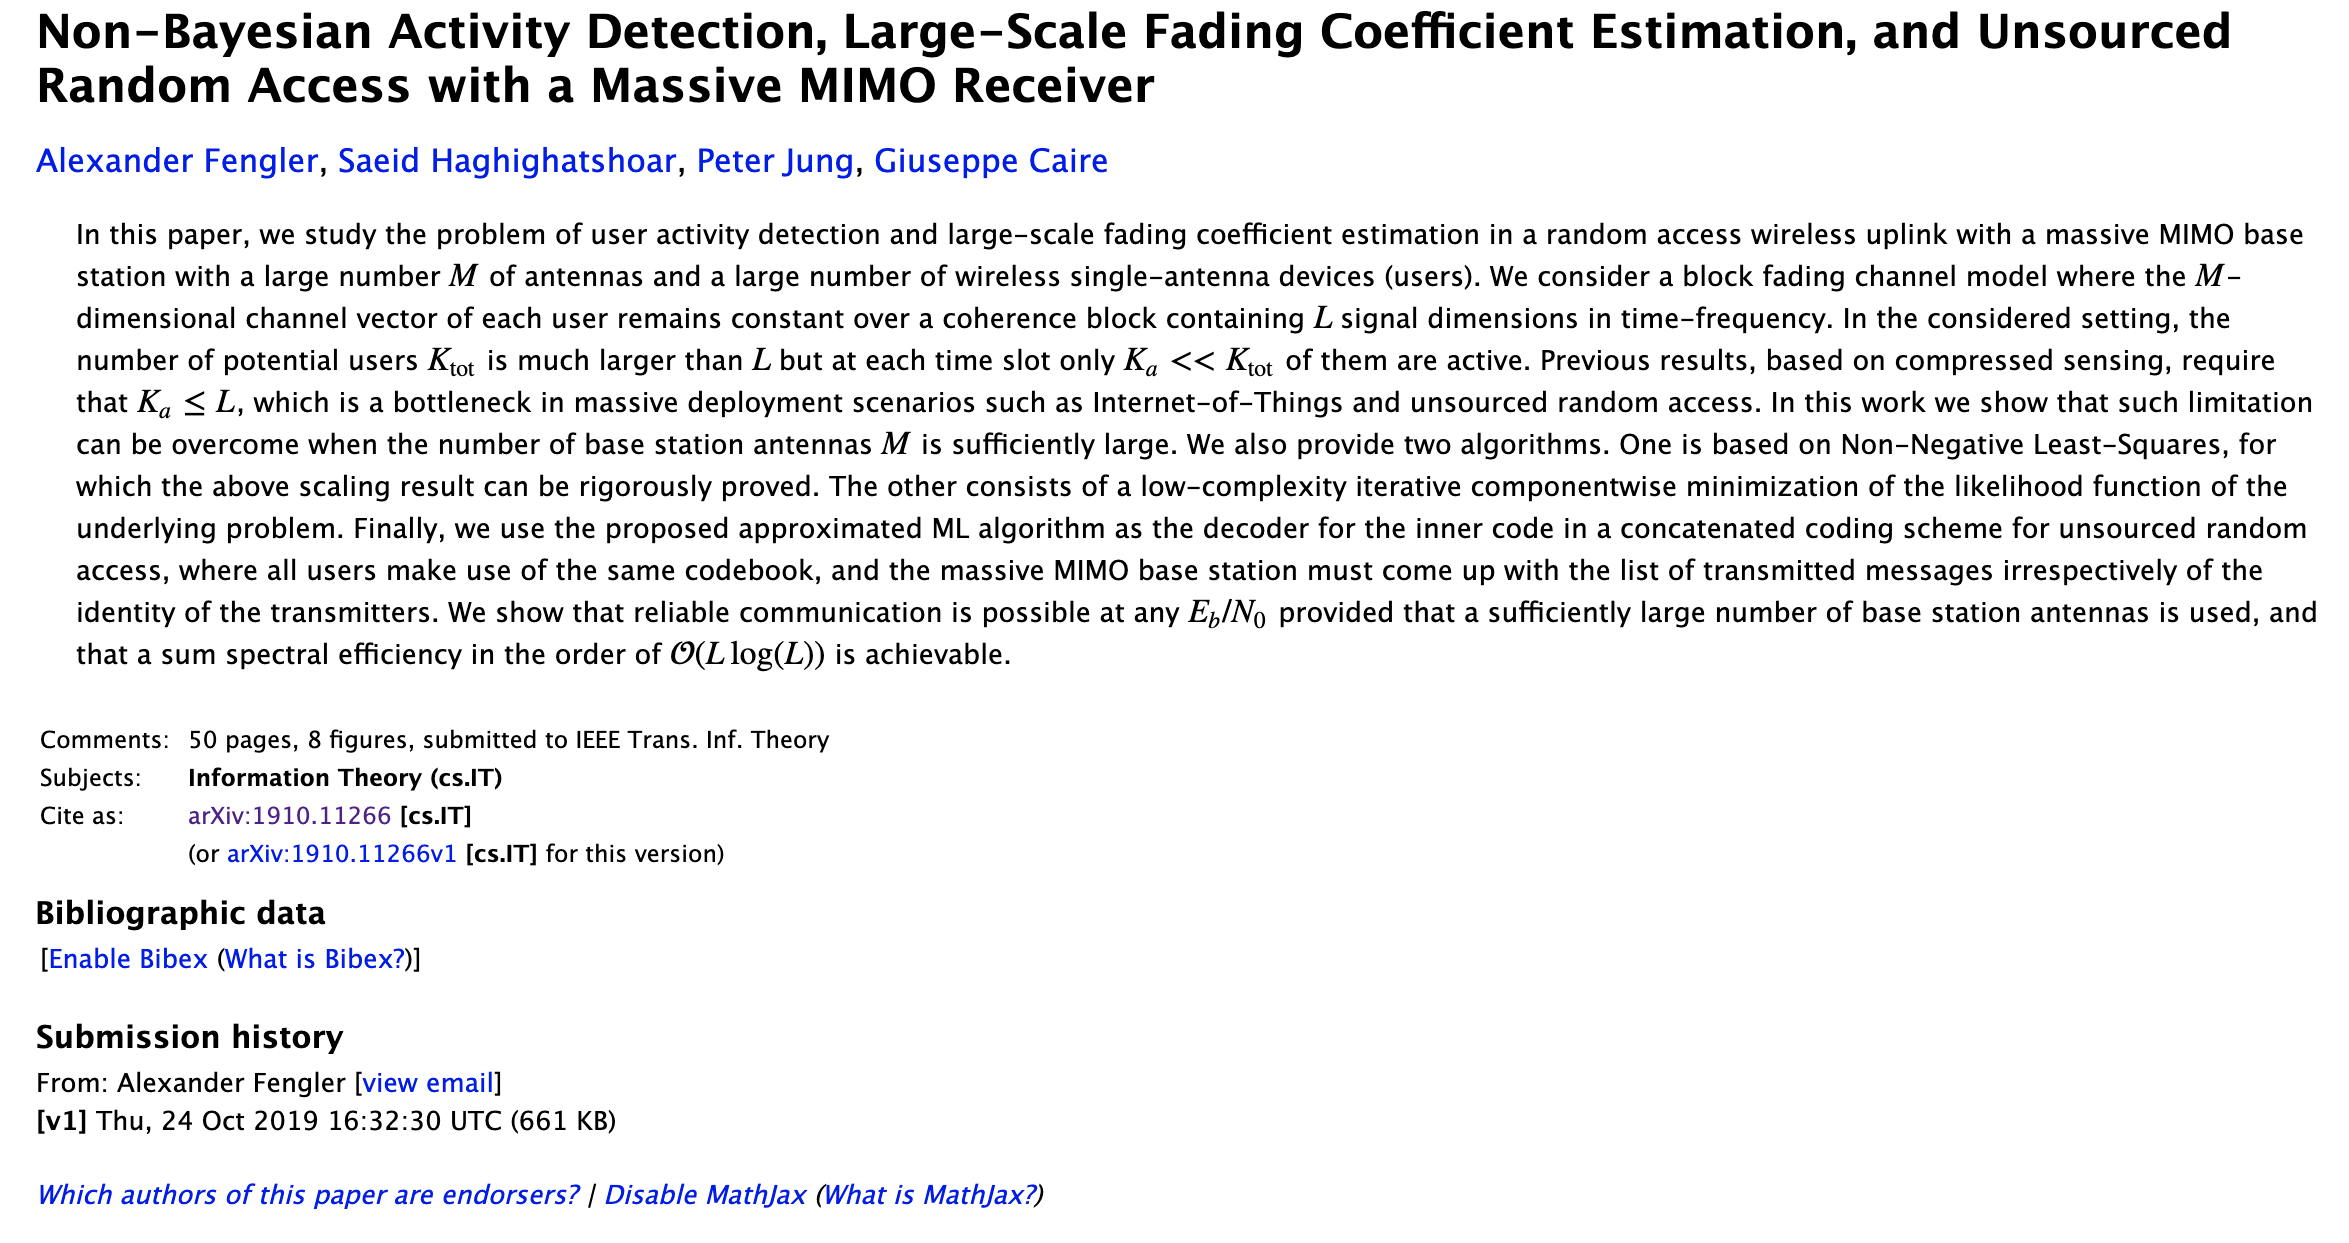 Non-Bayesian Activity Detection, Large-Scale Fading Coefficient Estimation, and Unsourced
Random Access with a Massive MIMO Receiver
Alexander Fengler, Saeid Haghighatshoar, Peter Jung, Giuseppe Caire
In this paper, we study the problem of user activity detection and large-scale fading coefficient estimation in a random access wireless uplink with a massive MIMO base
station with a large number M of antennas and a large number of wireless single-antenna devices (users). We consider a block fading channel model where the M-
dimensional channel vector of each user remains constant over a coherence block containing L signal dimensions in time-frequency. In the considered setting, the
number of potential users K_tot is much larger than L but at each time slot only K_a << K_tot of them are active. Previous results, based on compressed sensing, require
that K_a ≤ L, which is a bottleneck in massive deployment scenarios such as Internet-of-Things and unsourced random access. In this work we show that such limitation
can be overcome when the number of base station antennas M is sufficiently large. We also provide two algorithms. One is based on Non-Negative Least-Squares, for
which the above scaling result can be rigorously proved. The other consists of a low-complexity iterative componentwise minimization of the likelihood function of the
underlying problem. Finally, we use the proposed approximated ML algorithm as the decoder for the inner code in a concatenated coding scheme for unsourced random
access, where all users make use of the same codebook, and the massive MIMO base station must come up with the list of transmitted messages irrespectively of the
identity of the transmitters. We show that reliable communication is possible at any E_b/N_0 provided that a sufficiently large number of base station antennas is used, and
that a sum spectral efficiency in the order of 𝒪(L log(L)) is achievable.
Comments: 50 pages, 8 figures, submitted to IEEE Trans. Inf. Theory
Subjects: Information Theory (cs.IT)
Cite as: arXiv:1910.11266 [cs.IT]
(or arXiv:1910.11266v1 [cs.IT] for this version)
Bibliographic data
[Enable Bibex (What is Bibex?)]
Submission history
From: Alexander Fengler [view email]
[v1] Thu, 24 Oct 2019 16:32:30 UTC (661 KB)
Which authors of this paper are endorsers? | Disable MathJax (What is MathJax?)